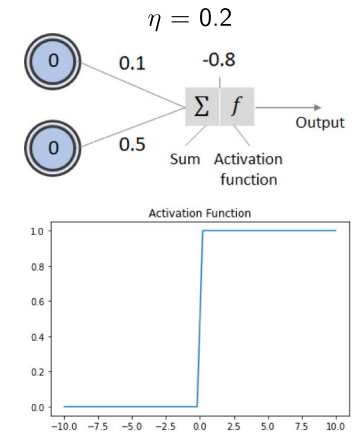 η = 0.2
0
0.1
-0.8
∑ f
Output
0
0.5
Sum Activation
function
Activation Function
1.0
0.8
0.6
0.4
0.2
0.0
−10.0 −7.5 −5.0 −2.5 0.0 2.5 5.0 7.5 10.0